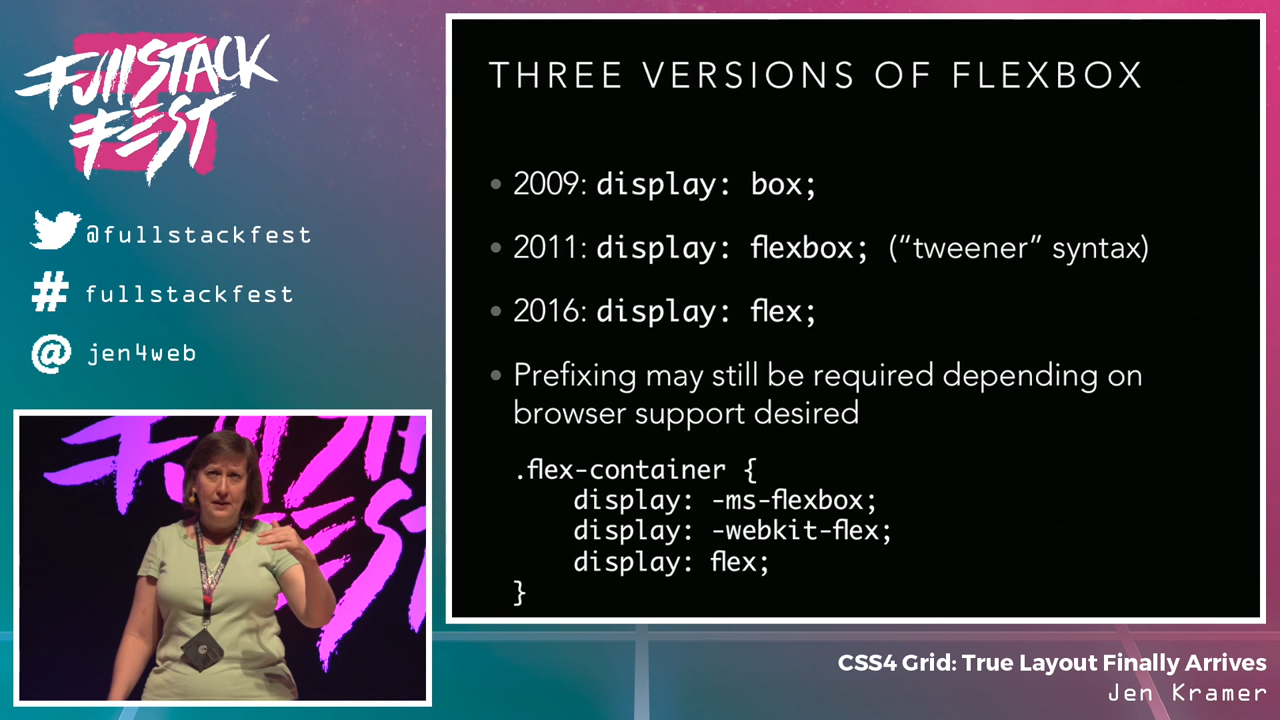 FullStack
Fest
@fullstackfest
# fullstackfest
@ jen4web
THREE VERSIONS OF FLEXBOX
• 2009: display: box;
• 2011: display: flexbox; (“tweener” syntax)
• 2016: display: flex;
• Prefixing may still be required depending on
browser support desired
.flex-container {
display: -ms-flexbox;
display: -webkit-flex;
display: flex;
}
CSS4 Grid: True Layout Finally Arrives
Jen Kramer